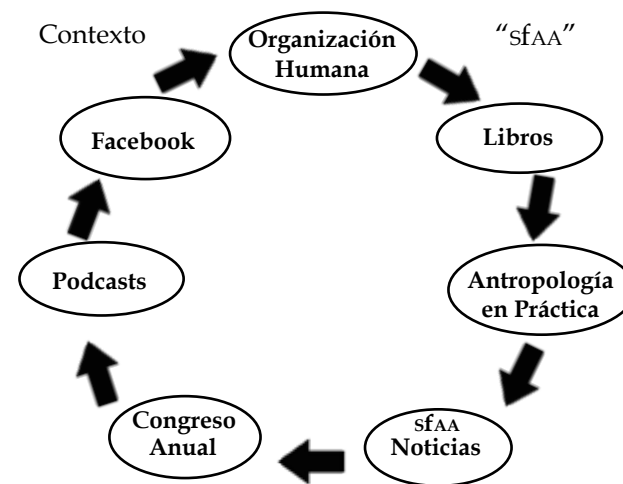 Contexto
“SfAA”
Organización
Humana
Libros
Antropología
en Práctica
SfAA
Noticias
Congreso
Anual
Podcasts
Facebook